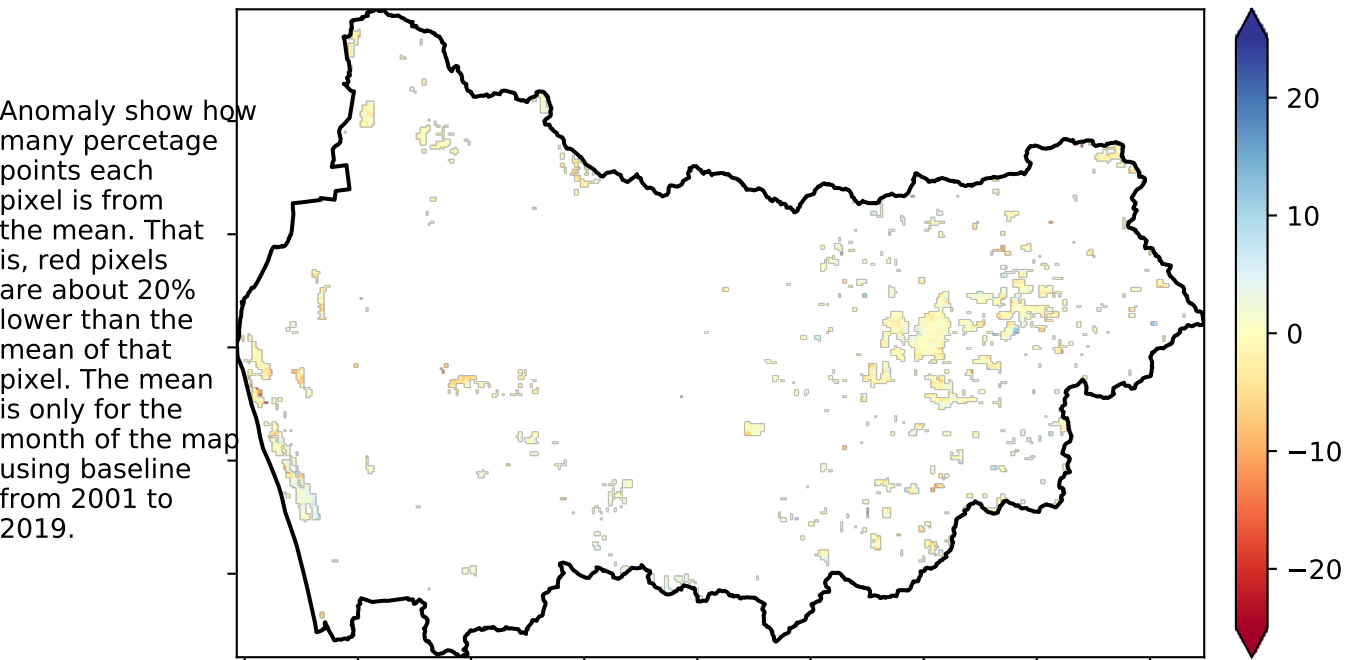 Anomaly show how
many percetage
points each
pixel is from
the mean. That
is, red pixels
are about 20%
lower than the
mean of that
pixel. The mean
is only for the
month of the map
using baseline
from 2001 to
2019.
20
10
0
−10
−20